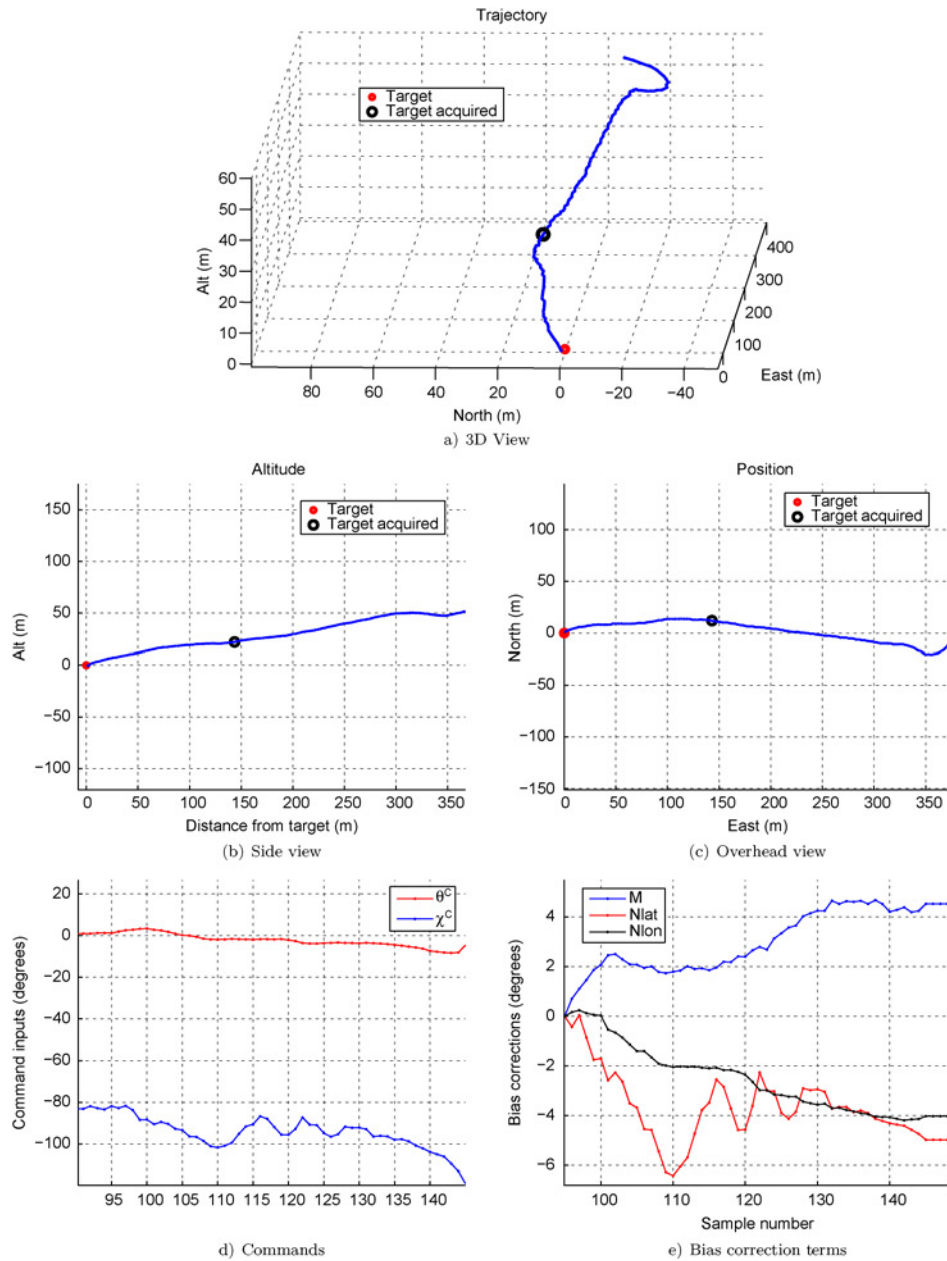 Trajectory
Target
Target acquired
60
50
40
30
20
10
0
Alt (m)
80
60
40
20
0
−20
−40
North (m)
400
300
200
100
0
East (m)
a) 3D View
Altitude
Target
Target acquired
150
100
50
0
−50
−100
Alt (m)
0 50 100 150 200 250 300 350
Distance from target (m)
(b) Side view
Position
Target
Target acquired
100
50
0
−50
−100
−150
North (m)
0 50 100 150 200 250 300 350
East (m)
(c) Overhead view
θᶜ
χᶜ
20
0
−20
−40
−60
−80
−100
Command inputs (degrees)
95 100 105 110 115 120 125 130 135 140
d) Commands
M
Nlat
Nlon
4
2
0
−2
−4
−6
Bias corrections (degrees)
100 110 120 130 140
Sample number
e) Bias correction terms